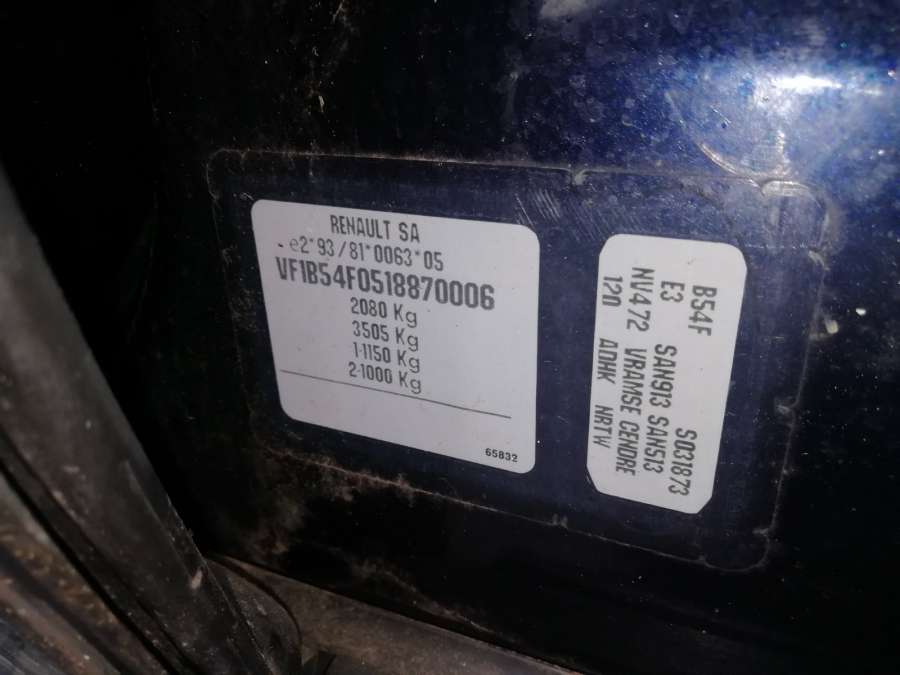 RENAULT SA
e2*93/81*0063*05
VF1B54F0518870006
2080 Kg
3505 Kg
1-1150 Kg
2-1000 Kg
65832
B54F S031873
E3 SAN913 SAN513
NV472 VRAMSE CENDRE
120 ADHK NRTW